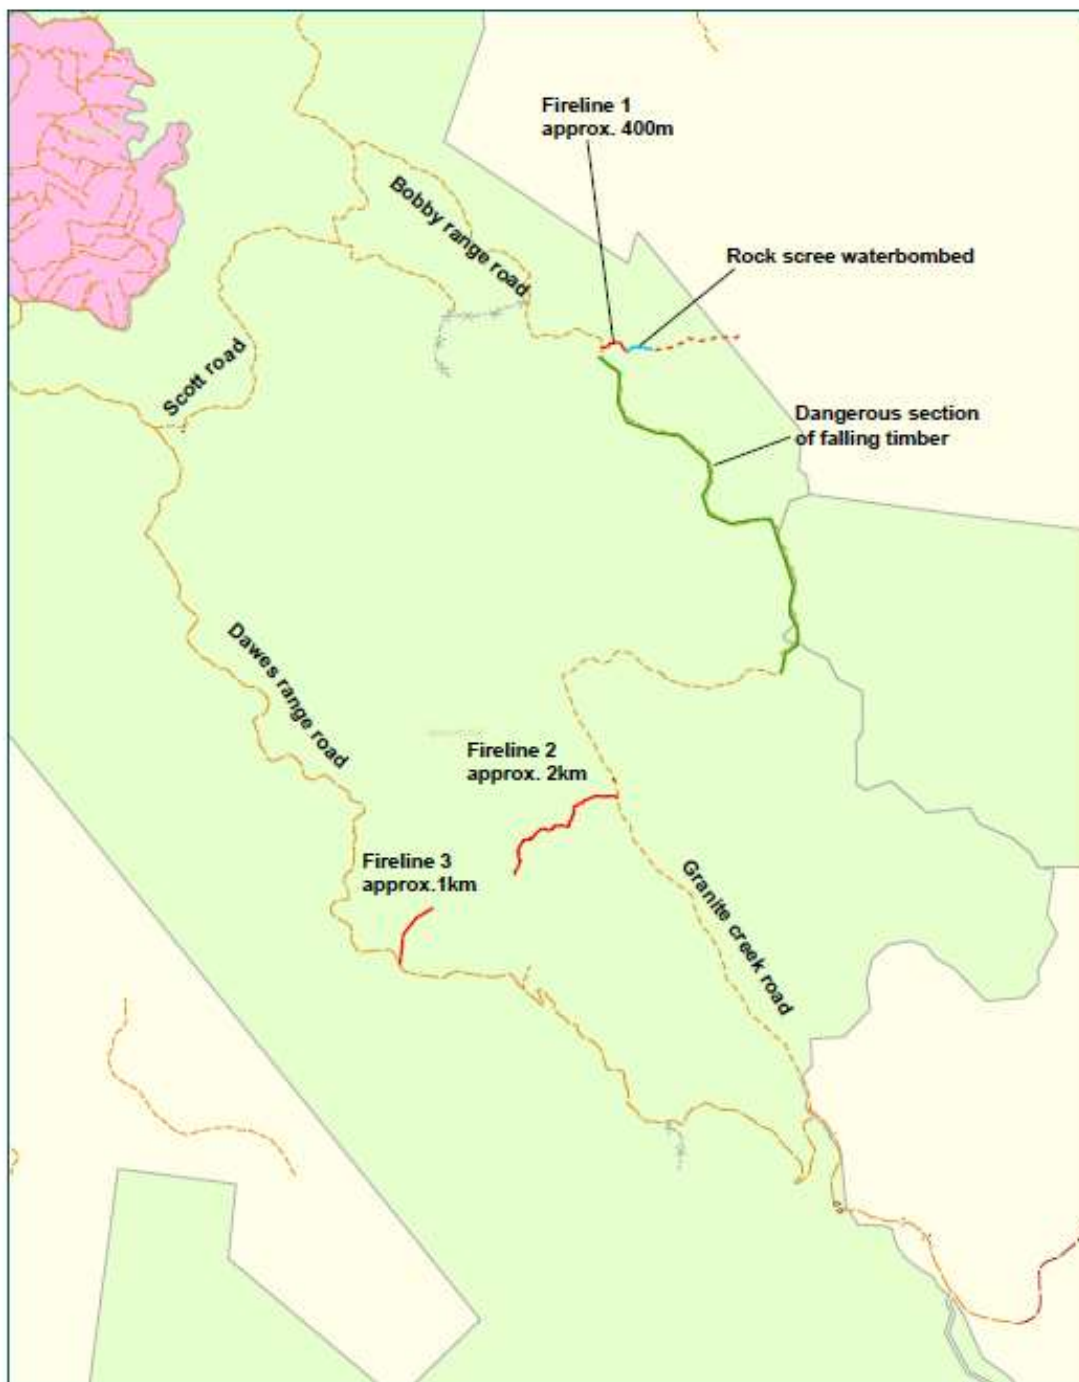 Fireline 1
approx. 400m
Bobby range road
Rock scree waterbombed
Scott road
Dangerous section
of falling timber
Dawes range road
Fireline 2
approx. 2km
Fireline 3
approx.1km
Granite creek road